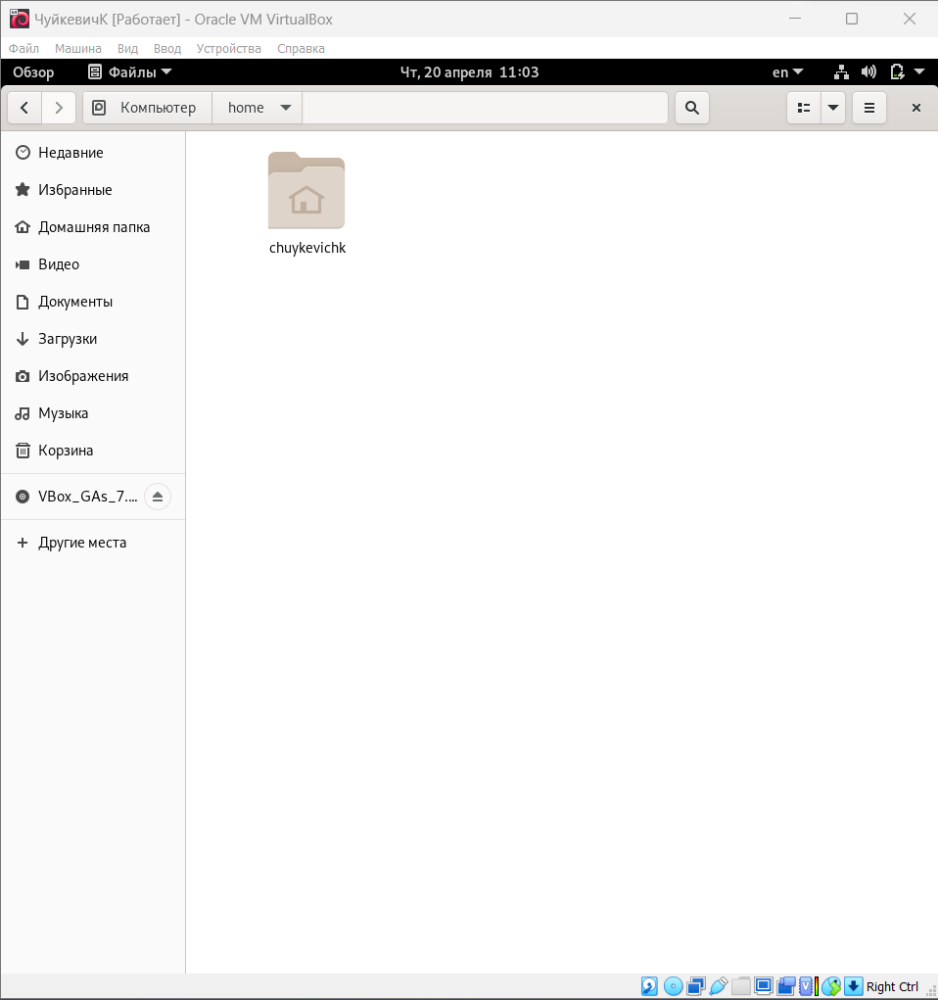 ЧуйкевичК [Работает] - Oracle VM VirtualBox
Файл Машина Вид Ввод Устройства Справка
Обзор Файлы Чт, 20 апреля 11:03 en
Компьютер home
Недавние
Избранные
Домашняя папка
Видео
Документы
Загрузки
Изображения
Музыка
Корзина
VBox_GAs_7....
Другие места
chuykevichk
Right Ctrl